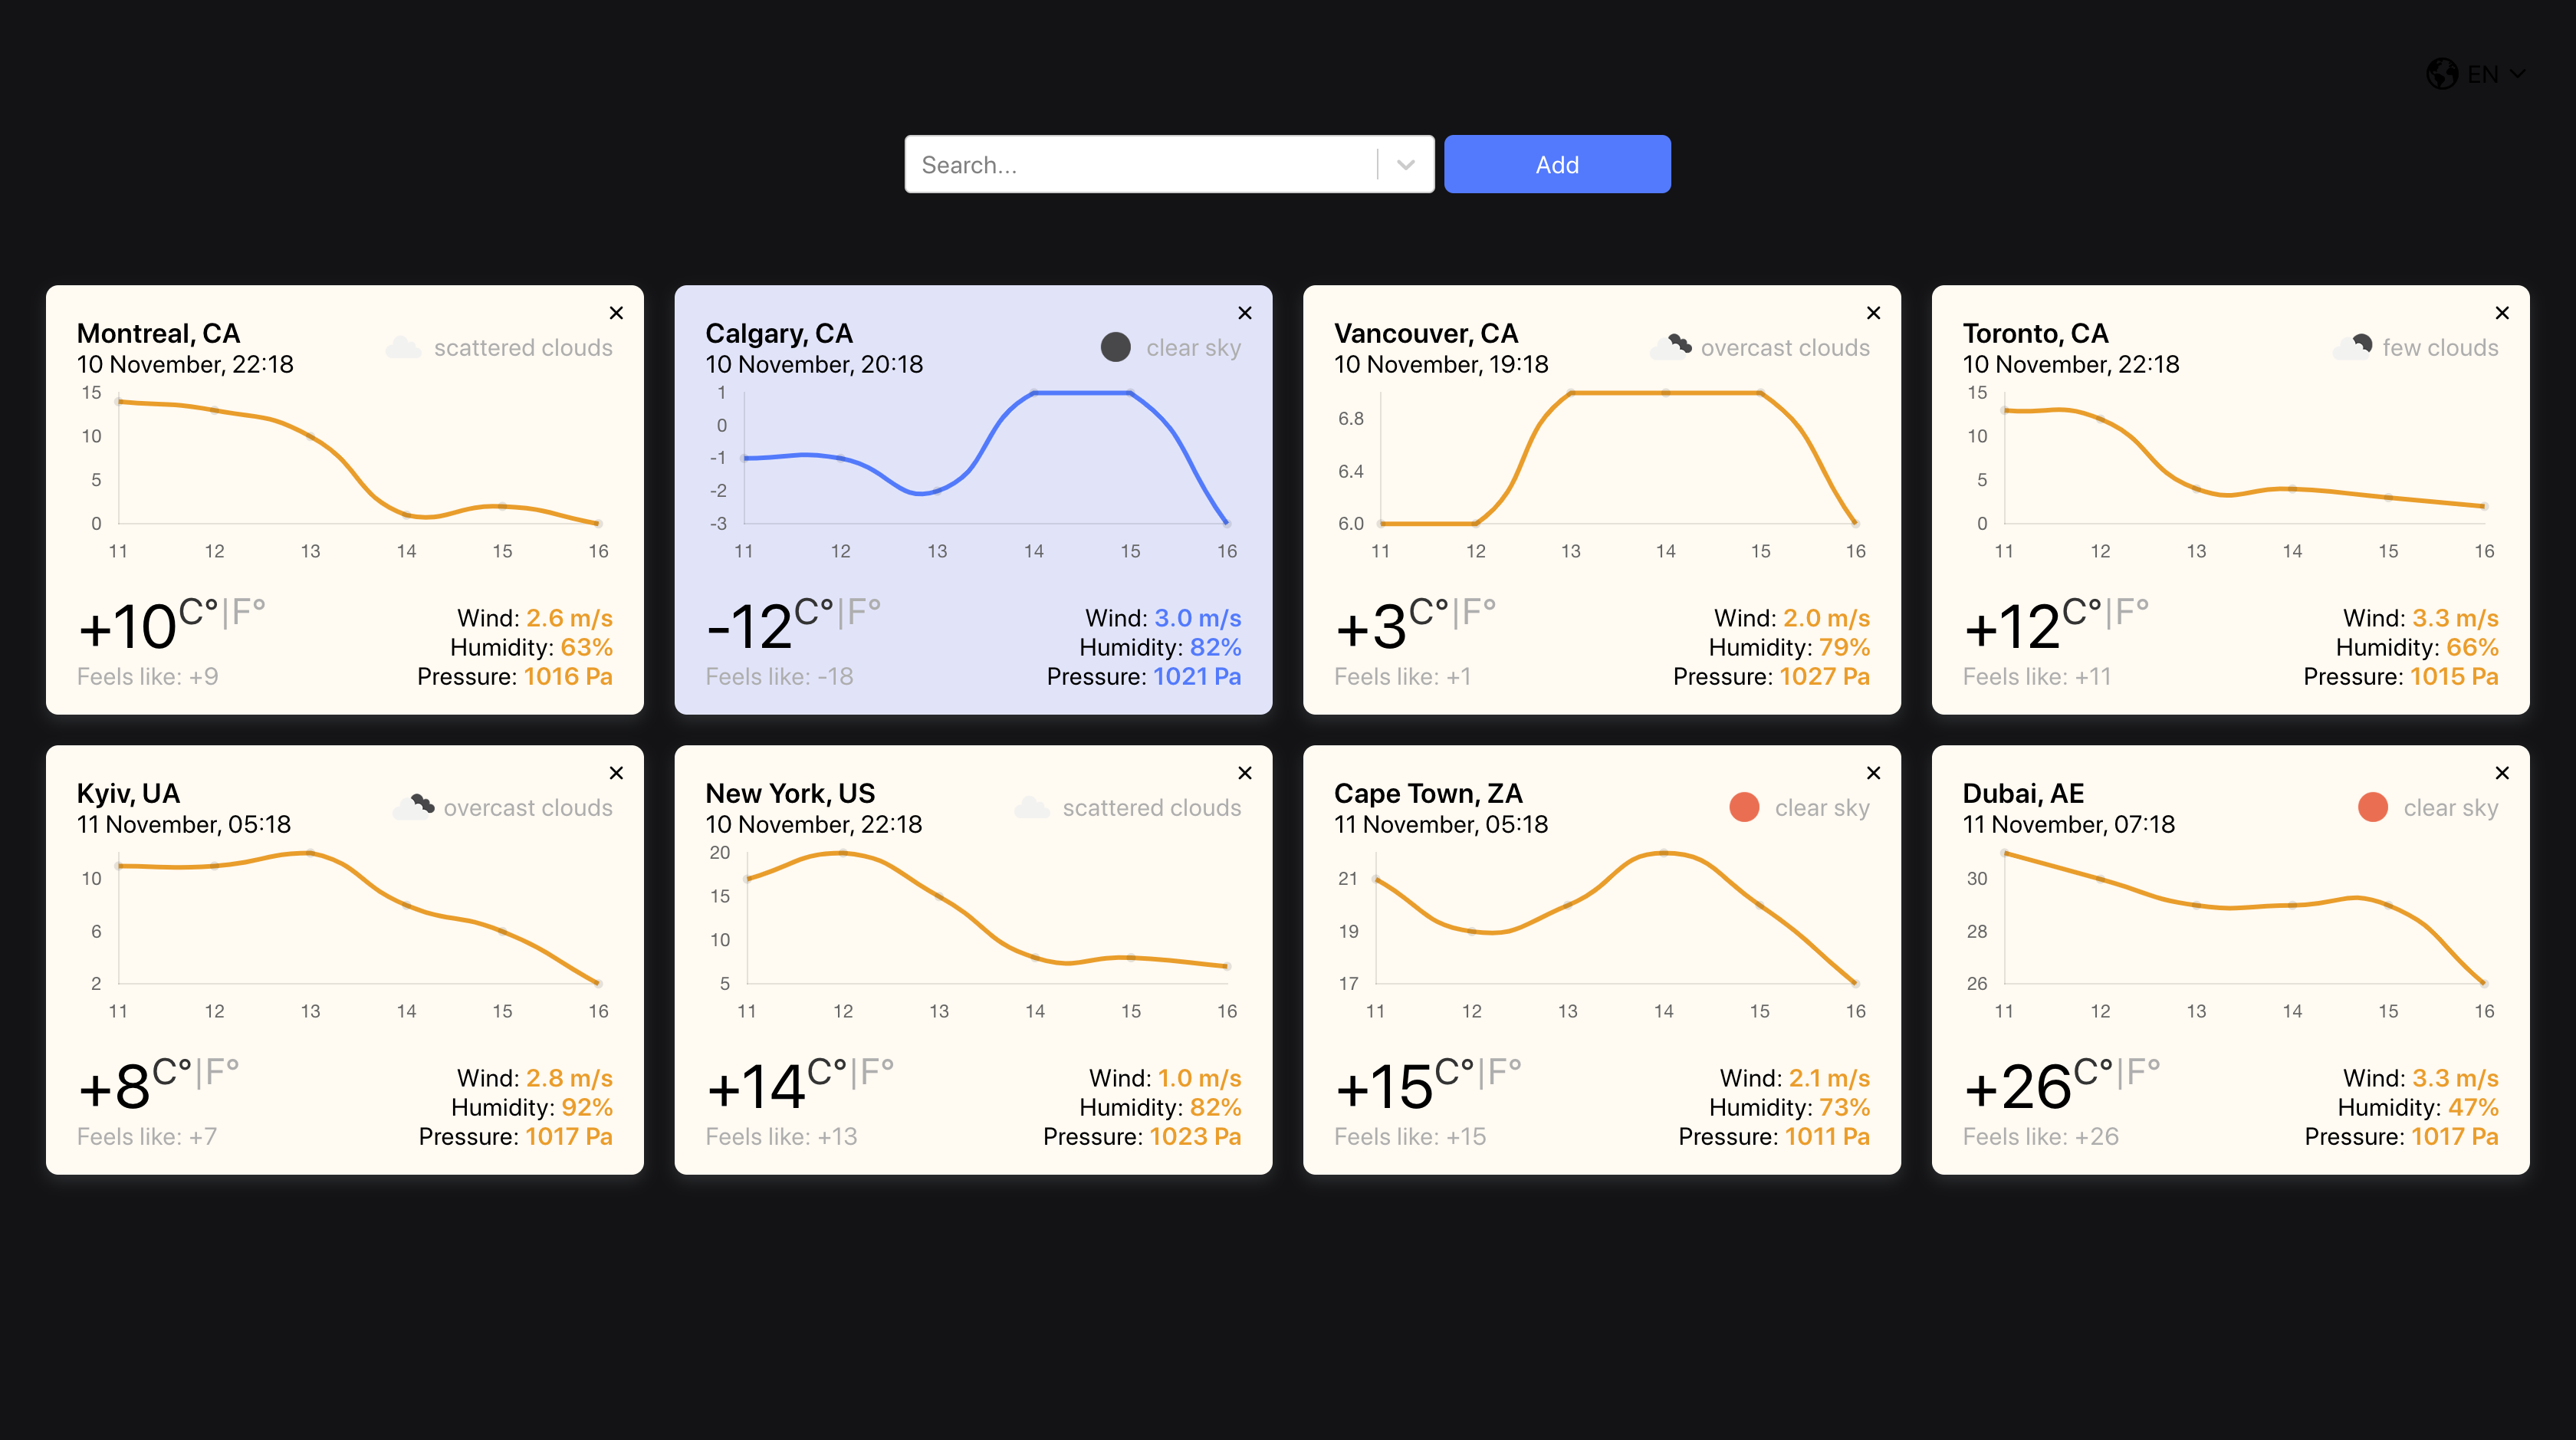 EN
Search...
Add
Montreal, CA
10 November, 22:18
scattered clouds
15
10
5
0
11 12 13 14 15 16
+10 C°|F°
Feels like: +9
Wind: 2.6 m/s
Humidity: 63%
Pressure: 1016 Pa
Calgary, CA
10 November, 20:18
clear sky
1
0
-1
-2
-3
11 12 13 14 15 16
-12 C°|F°
Feels like: -18
Wind: 3.0 m/s
Humidity: 82%
Pressure: 1021 Pa
Vancouver, CA
10 November, 19:18
overcast clouds
6.8
6.4
6.0
11 12 13 14 15 16
+3 C°|F°
Feels like: +1
Wind: 2.0 m/s
Humidity: 79%
Pressure: 1027 Pa
Toronto, CA
10 November, 22:18
few clouds
15
10
5
0
11 12 13 14 15 16
+12 C°|F°
Feels like: +11
Wind: 3.3 m/s
Humidity: 66%
Pressure: 1015 Pa
Kyiv, UA
11 November, 05:18
overcast clouds
10
6
2
11 12 13 14 15 16
+8 C°|F°
Feels like: +7
Wind: 2.8 m/s
Humidity: 92%
Pressure: 1017 Pa
New York, US
10 November, 22:18
scattered clouds
20
15
10
5
11 12 13 14 15 16
+14 C°|F°
Feels like: +13
Wind: 1.0 m/s
Humidity: 82%
Pressure: 1023 Pa
Cape Town, ZA
11 November, 05:18
clear sky
21
19
17
11 12 13 14 15 16
+15 C°|F°
Feels like: +15
Wind: 2.1 m/s
Humidity: 73%
Pressure: 1011 Pa
Dubai, AE
11 November, 07:18
clear sky
30
28
26
11 12 13 14 15 16
+26 C°|F°
Feels like: +26
Wind: 3.3 m/s
Humidity: 47%
Pressure: 1017 Pa